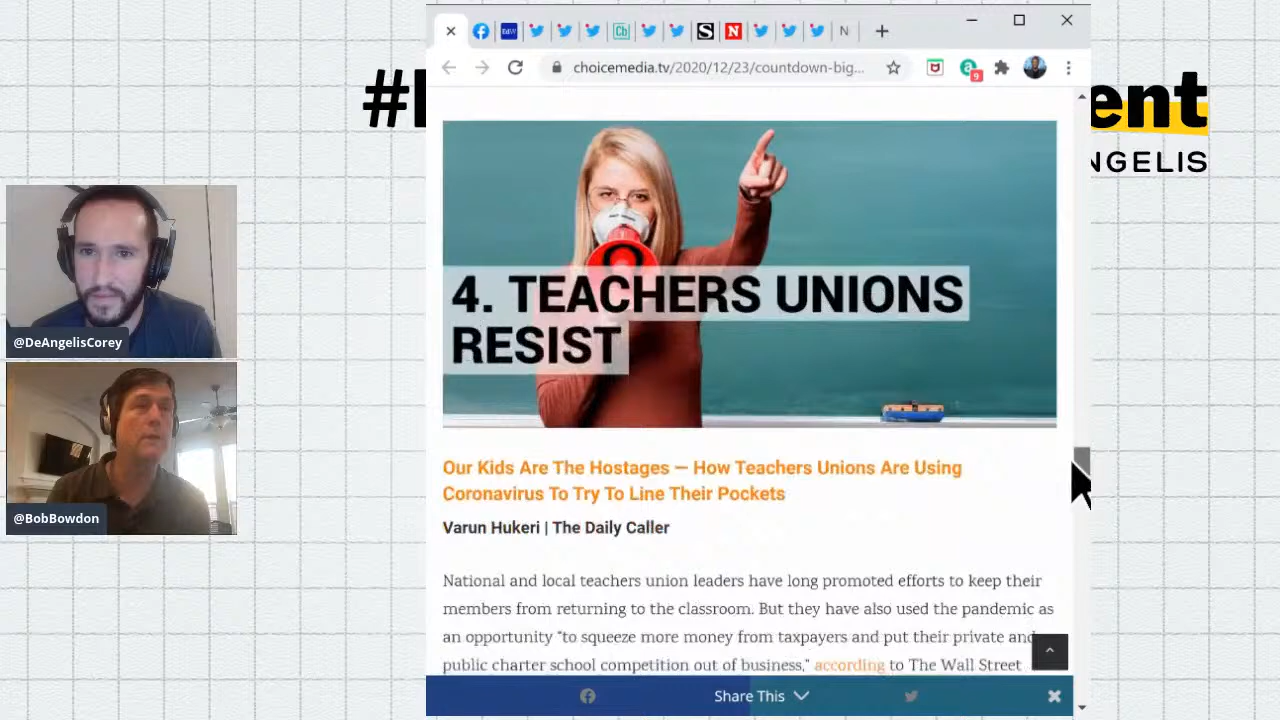 choicemedia.tv/2020/12/23/countdown-big...
9
ent
NGELIS
4. TEACHERS UNIONS
RESIST
@DeAngelisCorey
@BobBowdon
Our Kids Are The Hostages — How Teachers Unions Are Using
Coronavirus To Try To Line Their Pockets
Varun Hukeri | The Daily Caller
National and local teachers union leaders have long promoted efforts to keep their
members from returning to the classroom. But they have also used the pandemic as
an opportunity “to squeeze more money from taxpayers and put their private and
public charter school competition out of business,” according to The Wall Street
Share This